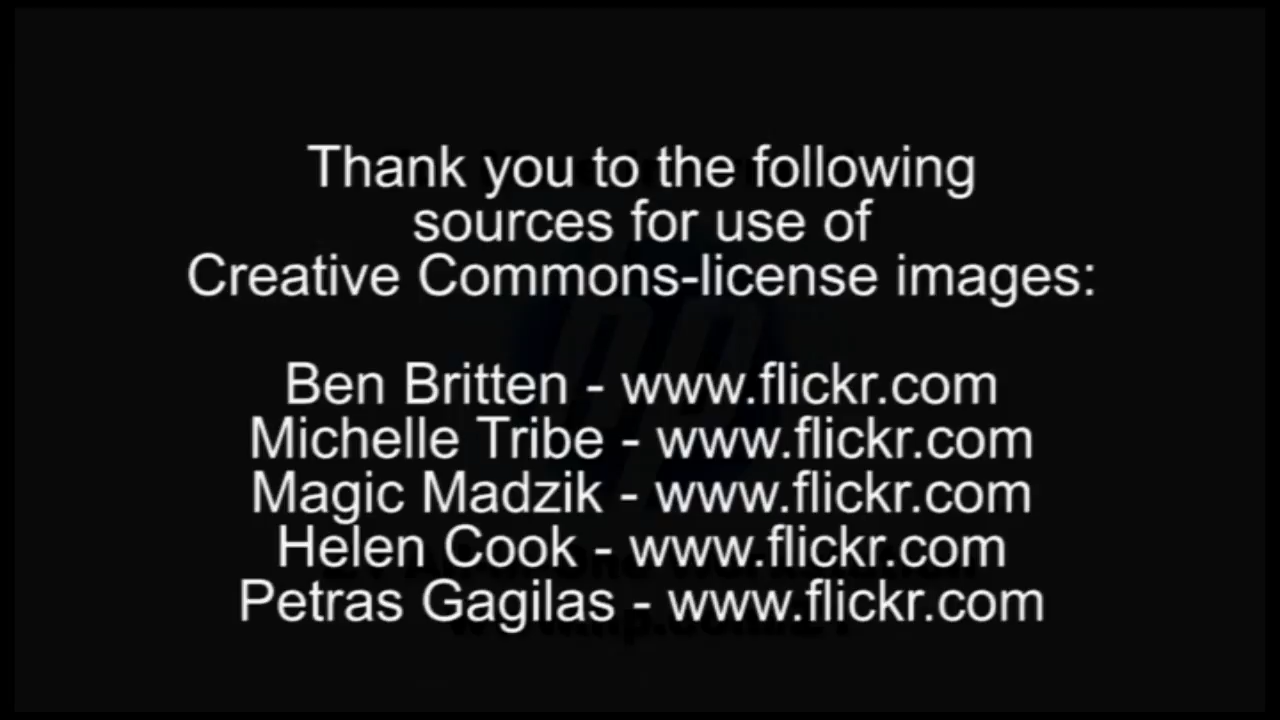 Thank you to the following
sources for use of
Creative Commons-license images:
Ben Britten - www.flickr.com
Michelle Tribe - www.flickr.com
Magic Madzik - www.flickr.com
Helen Cook - www.flickr.com
Petras Gagilas - www.flickr.com